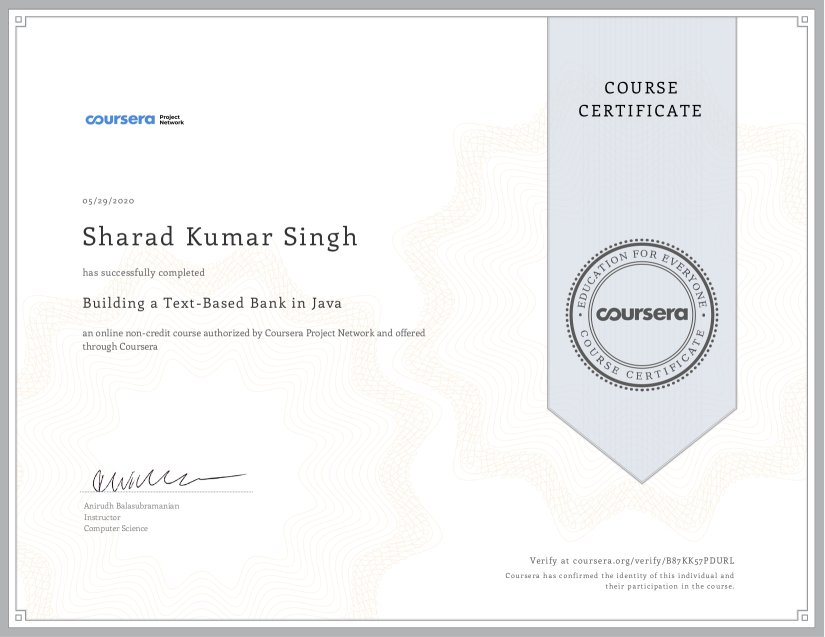 COURSE
CERTIFICATE
coursera Project
Network
05/29/2020
Sharad Kumar Singh
has successfully completed
Building a Text-Based Bank in Java
an online non-credit course authorized by Coursera Project Network and offered
through Coursera
EDUCATION FOR EVERYONE
coursera
COURSE CERTIFICATE
Anirudh Balasubramanian
Instructor
Computer Science
Verify at coursera.org/verify/B87KK57PDURL
Coursera has confirmed the identity of this individual and
their participation in the course.